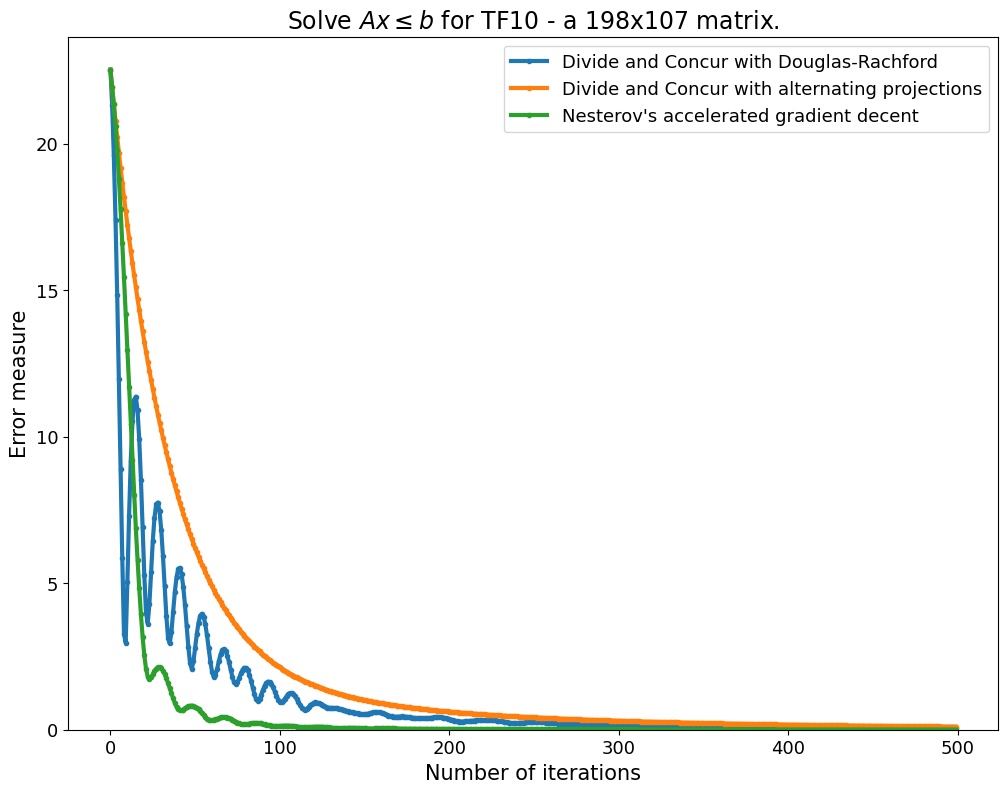 Solve Ax ≤ b for TF10 - a 198x107 matrix.
Divide and Concur with Douglas-Rachford
Divide and Concur with alternating projections
Nesterov's accelerated gradient decent
Error measure
20
15
10
5
0
0 100 200 300 400 500
Number of iterations